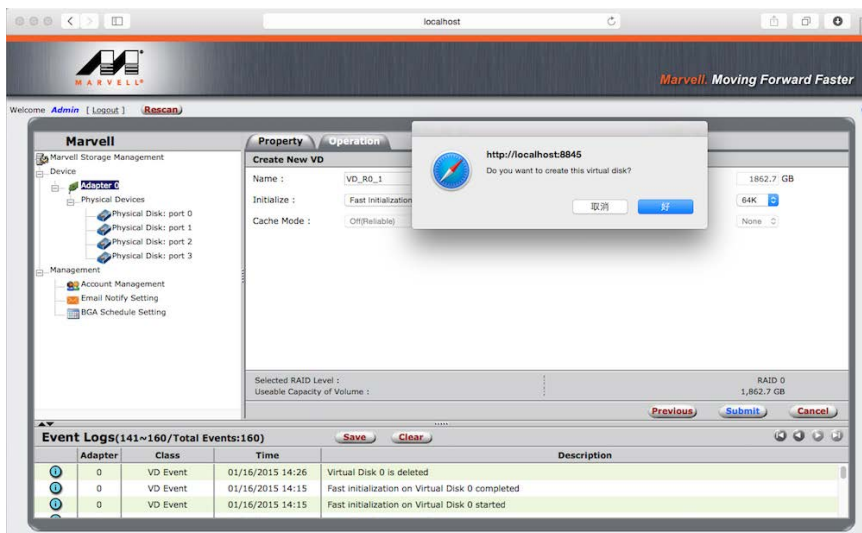 localhost
MARVELL®
Marvell. Moving Forward Faster
Welcome Admin [ Logout ] Rescan
Marvell
Marvell Storage Management
Device
Adapter 0
Physical Devices
Physical Disk: port 0
Physical Disk: port 1
Physical Disk: port 2
Physical Disk: port 3
Management
Account Management
Email Notify Setting
BGA Schedule Setting
Property Operation
Create New VD
Name : VD_R0_1 1862.7 GB
Initialize : Fast Initialization 64K
Cache Mode : Off(Reliable) None
http://localhost:8845
Do you want to create this virtual disk?
取消 好
Selected RAID Level : RAID 0
Useable Capacity of Volume : 1,862.7 GB
Previous Submit Cancel
Event Logs(141~160/Total Events:160) Save Clear
Adapter Class Time Description
0 VD Event 01/16/2015 14:26 Virtual Disk 0 is deleted
0 VD Event 01/16/2015 14:15 Fast initialization on Virtual Disk 0 completed
0 VD Event 01/16/2015 14:15 Fast initialization on Virtual Disk 0 started